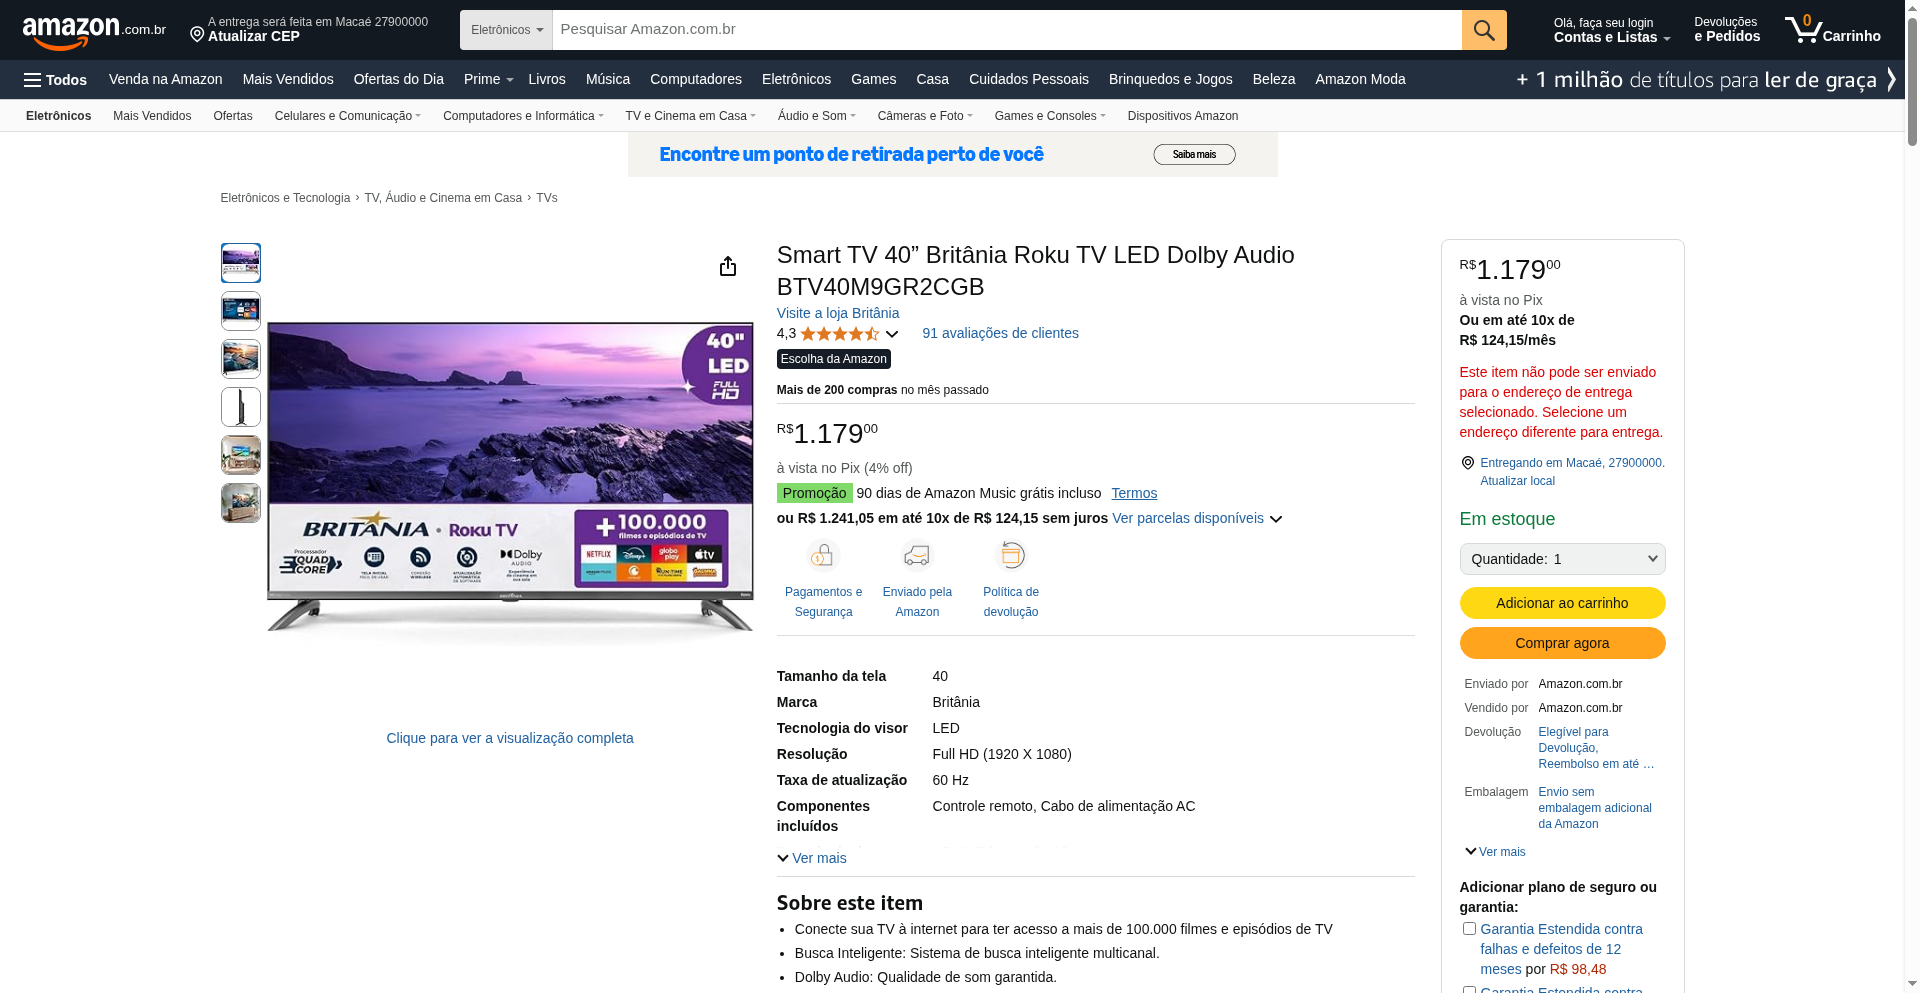 amazon.com.br
A entrega será feita em Macaé 27900000
Atualizar CEP
Eletrônicos
Pesquisar Amazon.com.br
Olá, faça seu login
Contas e Listas
Devoluções
e Pedidos
0
Carrinho
Todos
Venda na Amazon
Mais Vendidos
Ofertas do Dia
Prime
Livros
Música
Computadores
Eletrônicos
Games
Casa
Cuidados Pessoais
Brinquedos e Jogos
Beleza
Amazon Moda
+ 1 milhão de títulos para ler de graça
Eletrônicos
Mais Vendidos
Ofertas
Celulares e Comunicação
Computadores e Informática
TV e Cinema em Casa
Áudio e Som
Câmeras e Foto
Games e Consoles
Dispositivos Amazon
Encontre um ponto de retirada perto de você
Saiba mais
Eletrônicos e Tecnologia › TV, Áudio e Cinema em Casa › TVs
40"
LED
FULL
HD
BRITÂNIA • Roku TV
Processador
QUAD
CORE
Dolby
AUDIO
+100.000
filmes e episódios de TV
NETFLIX
Disney+
globo
play
tv
Clique para ver a visualização completa
Smart TV 40” Britânia Roku TV LED Dolby Audio
BTV40M9GR2CGB
Visite a loja Britânia
4,3
91 avaliações de clientes
Escolha da Amazon
Mais de 200 compras no mês passado
R$1.17900
à vista no Pix (4% off)
Promoção 90 dias de Amazon Music grátis incluso Termos
ou R$ 1.241,05 em até 10x de R$ 124,15 sem juros Ver parcelas disponíveis
Pagamentos e
Segurança
Enviado pela
Amazon
Política de
devolução
Tamanho da tela 40
Marca Britânia
Tecnologia do visor LED
Resolução Full HD (1920 X 1080)
Taxa de atualização 60 Hz
Componentes Controle remoto, Cabo de alimentação AC
incluídos
Ver mais
Sobre este item
• Conecte sua TV à internet para ter acesso a mais de 100.000 filmes e episódios de TV
• Busca Inteligente: Sistema de busca inteligente multicanal.
• Dolby Audio: Qualidade de som garantida.
R$1.17900
à vista no Pix
Ou em até 10x de
R$ 124,15/mês
Este item não pode ser enviado
para o endereço de entrega
selecionado. Selecione um
endereço diferente para entrega.
Entregando em Macaé, 27900000.
Atualizar local
Em estoque
Quantidade: 1
Adicionar ao carrinho
Comprar agora
Enviado por Amazon.com.br
Vendido por Amazon.com.br
Devolução Elegível para
Devolução,
Reembolso em até …
Embalagem Envio sem
embalagem adicional
da Amazon
Ver mais
Adicionar plano de seguro ou
garantia:
Garantia Estendida contra
falhas e defeitos de 12
meses por R$ 98,48
Garantia Estendida contra